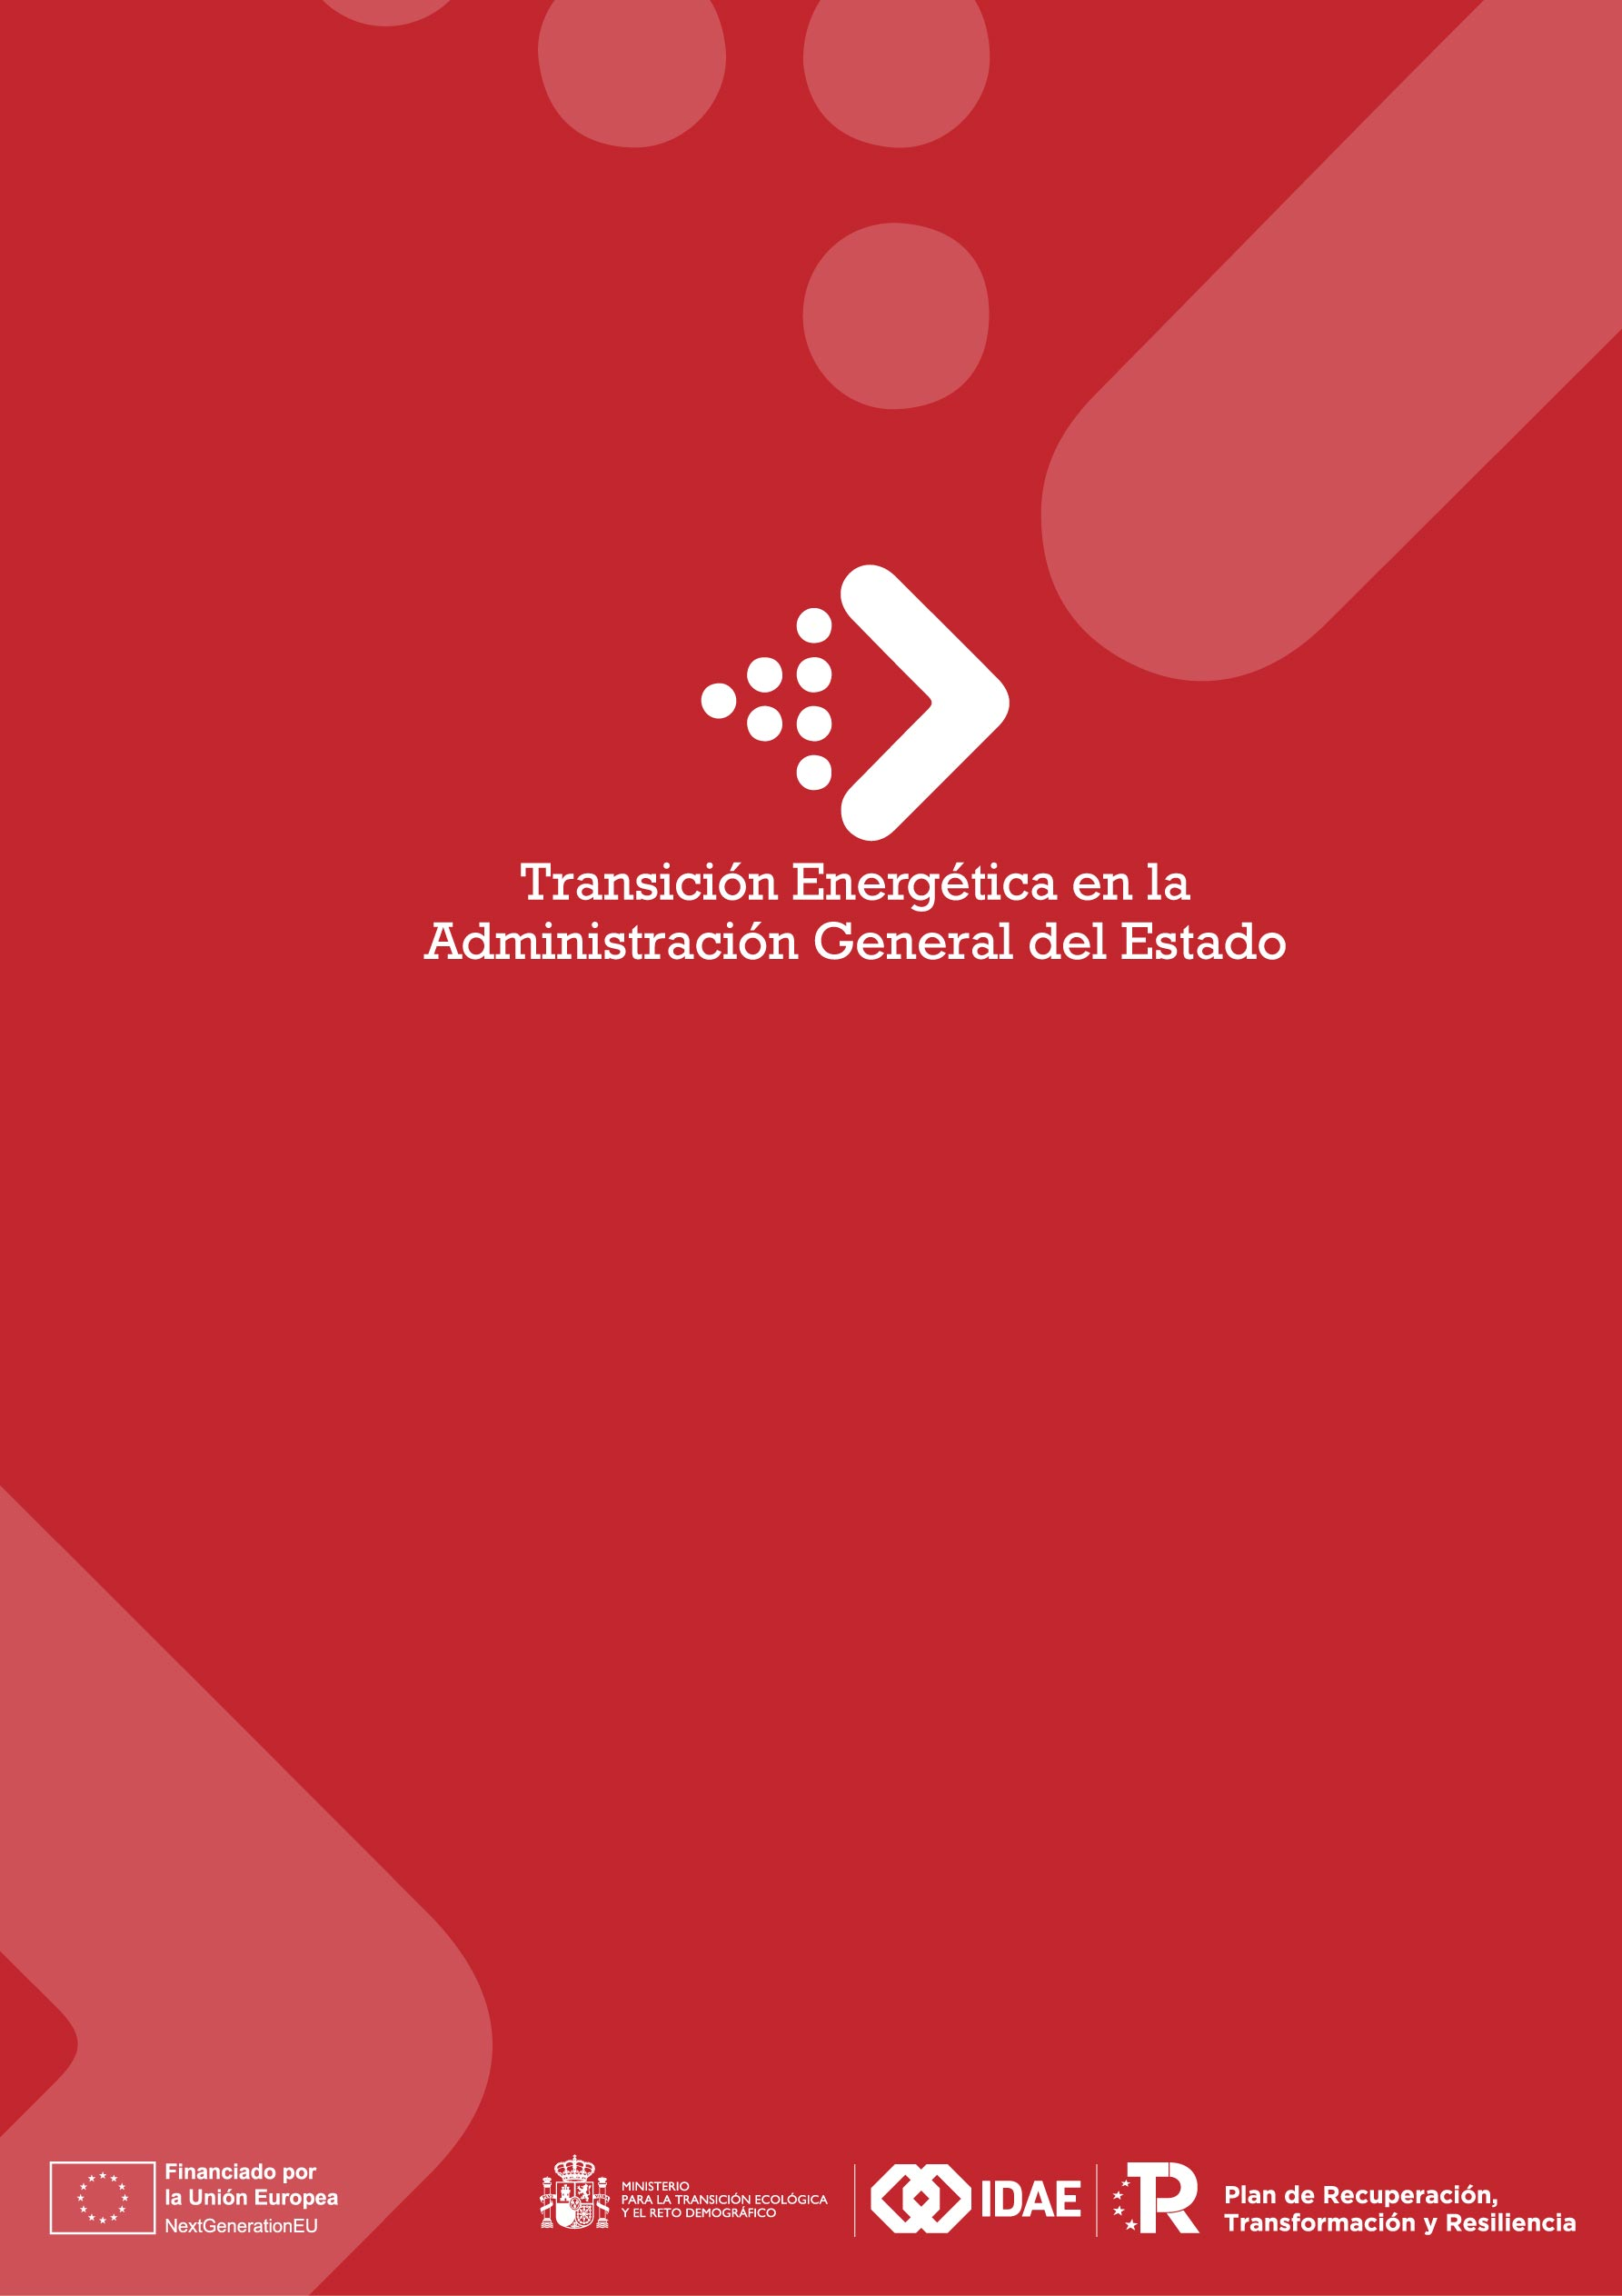 Transición Energética en la
Administración General del Estado
Financiado por
la Unión Europea
NextGenerationEU
MINISTERIO
PARA LA TRANSICIÓN ECOLÓGICA
Y EL RETO DEMOGRÁFICO
IDAE
TR
Plan de Recuperación,
Transformación y Resiliencia